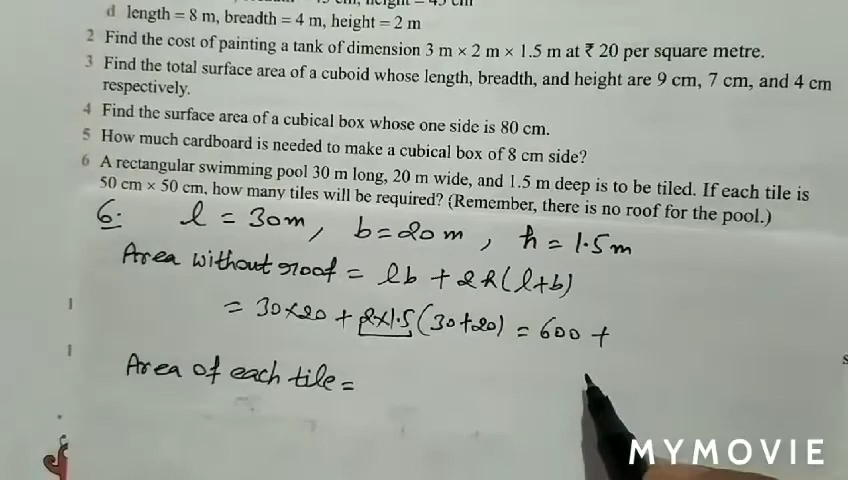 d length = 8 m, breadth = 4 m, height = 2 m
2 Find the cost of painting a tank of dimension 3 m × 2 m × 1.5 m at ₹ 20 per square metre.
3 Find the total surface area of a cuboid whose length, breadth, and height are 9 cm, 7 cm, and 4 cm
respectively.
4 Find the surface area of a cubical box whose one side is 80 cm.
5 How much cardboard is needed to make a cubical box of 8 cm side?
6 A rectangular swimming pool 30 m long, 20 m wide, and 1.5 m deep is to be tiled. If each tile is
50 cm × 50 cm, how many tiles will be required? (Remember, there is no roof for the pool.)
6. l = 30m, b = 20 m, h = 1.5m
Area without roof = lb + 2h(l+b)
= 30×20 + 2×1.5 (30+20) = 600 +
Area of each tile =
MYMOVIE